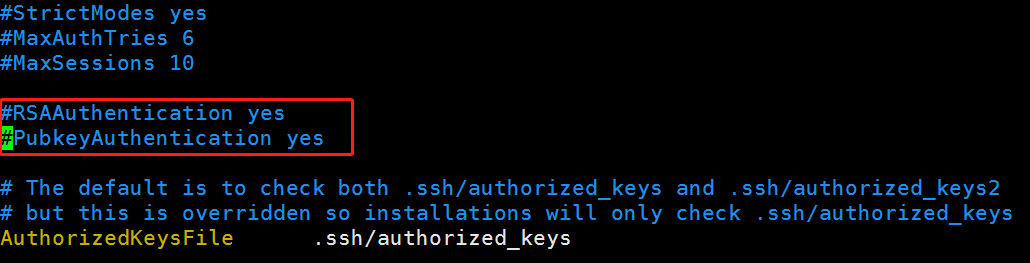 #StrictModes yes
#MaxAuthTries 6
#MaxSessions 10
#RSAAuthentication yes
#PubkeyAuthentication yes
# The default is to check both .ssh/authorized_keys and .ssh/authorized_keys2
# but this is overridden so installations will only check .ssh/authorized_keys
AuthorizedKeysFile      .ssh/authorized_keys